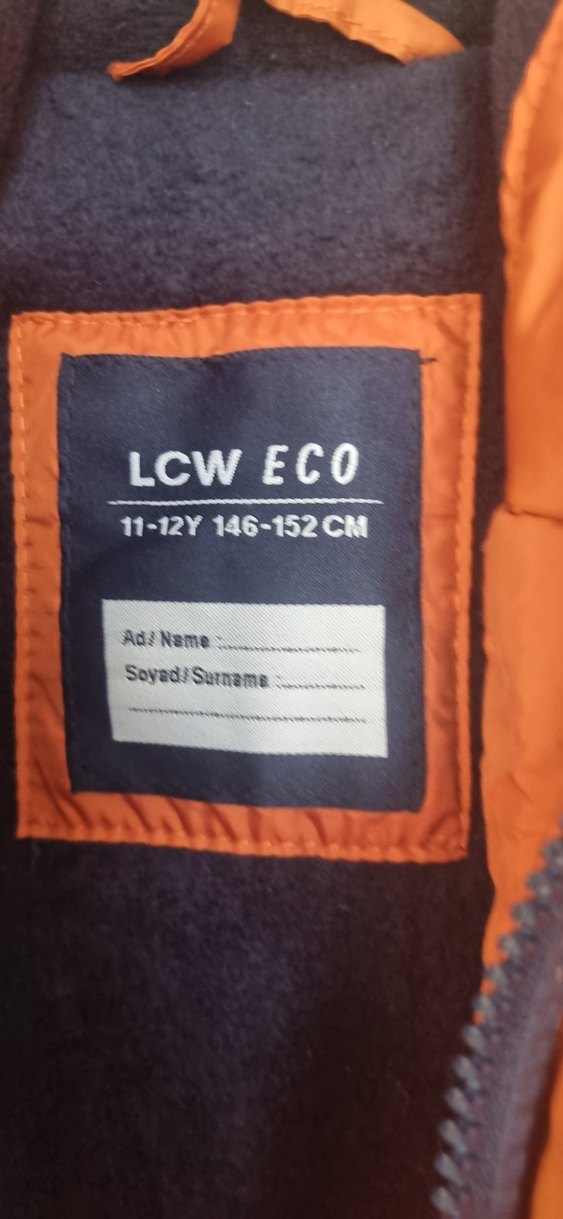 LCW ECO
11-12Y 146-152 CM
Ad/Name :....................
Soyad/Surname :..............
..............................